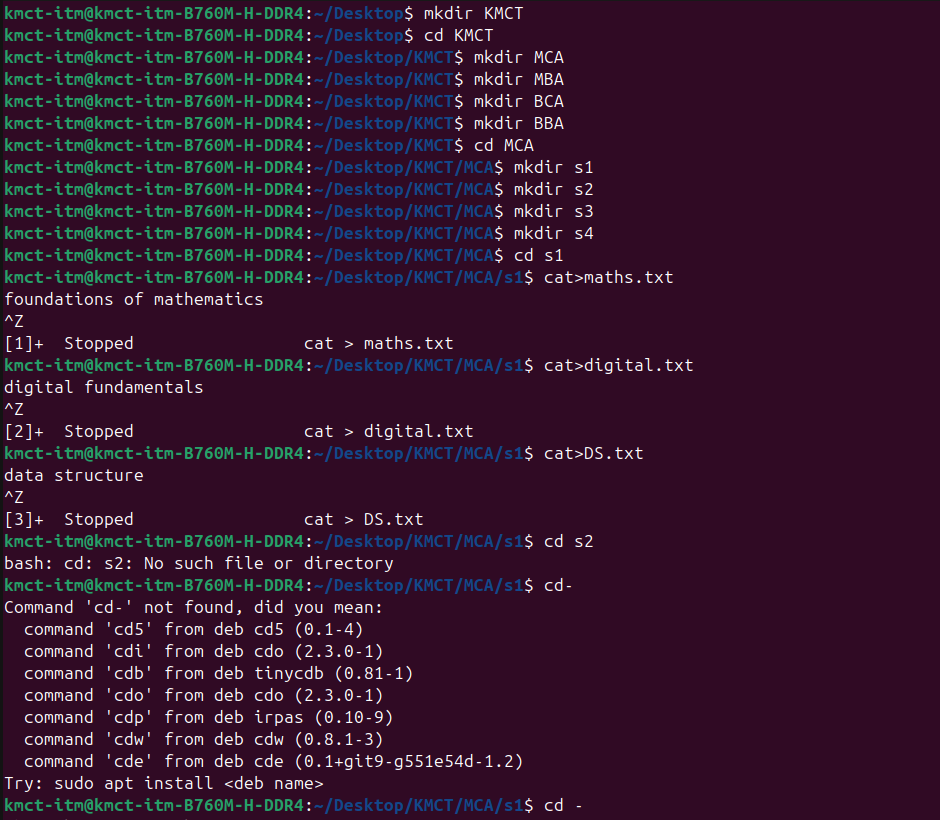 kmct-itm@kmct-itm-B760M-H-DDR4:~/Desktop$ mkdir KMCT
kmct-itm@kmct-itm-B760M-H-DDR4:~/Desktop$ cd KMCT
kmct-itm@kmct-itm-B760M-H-DDR4:~/Desktop/KMCT$ mkdir MCA
kmct-itm@kmct-itm-B760M-H-DDR4:~/Desktop/KMCT$ mkdir MBA
kmct-itm@kmct-itm-B760M-H-DDR4:~/Desktop/KMCT$ mkdir BCA
kmct-itm@kmct-itm-B760M-H-DDR4:~/Desktop/KMCT$ mkdir BBA
kmct-itm@kmct-itm-B760M-H-DDR4:~/Desktop/KMCT$ cd MCA
kmct-itm@kmct-itm-B760M-H-DDR4:~/Desktop/KMCT/MCA$ mkdir s1
kmct-itm@kmct-itm-B760M-H-DDR4:~/Desktop/KMCT/MCA$ mkdir s2
kmct-itm@kmct-itm-B760M-H-DDR4:~/Desktop/KMCT/MCA$ mkdir s3
kmct-itm@kmct-itm-B760M-H-DDR4:~/Desktop/KMCT/MCA$ mkdir s4
kmct-itm@kmct-itm-B760M-H-DDR4:~/Desktop/KMCT/MCA$ cd s1
kmct-itm@kmct-itm-B760M-H-DDR4:~/Desktop/KMCT/MCA/s1$ cat>maths.txt
foundations of mathematics
^Z
[1]+  Stopped                 cat > maths.txt
kmct-itm@kmct-itm-B760M-H-DDR4:~/Desktop/KMCT/MCA/s1$ cat>digital.txt
digital fundamentals
^Z
[2]+  Stopped                 cat > digital.txt
kmct-itm@kmct-itm-B760M-H-DDR4:~/Desktop/KMCT/MCA/s1$ cat>DS.txt
data structure
^Z
[3]+  Stopped                 cat > DS.txt
kmct-itm@kmct-itm-B760M-H-DDR4:~/Desktop/KMCT/MCA/s1$ cd s2
bash: cd: s2: No such file or directory
kmct-itm@kmct-itm-B760M-H-DDR4:~/Desktop/KMCT/MCA/s1$ cd-
Command 'cd-' not found, did you mean:
  command 'cd5' from deb cd5 (0.1-4)
  command 'cdi' from deb cdo (2.3.0-1)
  command 'cdb' from deb tinycdb (0.81-1)
  command 'cdo' from deb cdo (2.3.0-1)
  command 'cdp' from deb irpas (0.10-9)
  command 'cdw' from deb cdw (0.8.1-3)
  command 'cde' from deb cde (0.1+git9-g551e54d-1.2)
Try: sudo apt install <deb name>
kmct-itm@kmct-itm-B760M-H-DDR4:~/Desktop/KMCT/MCA/s1$ cd -